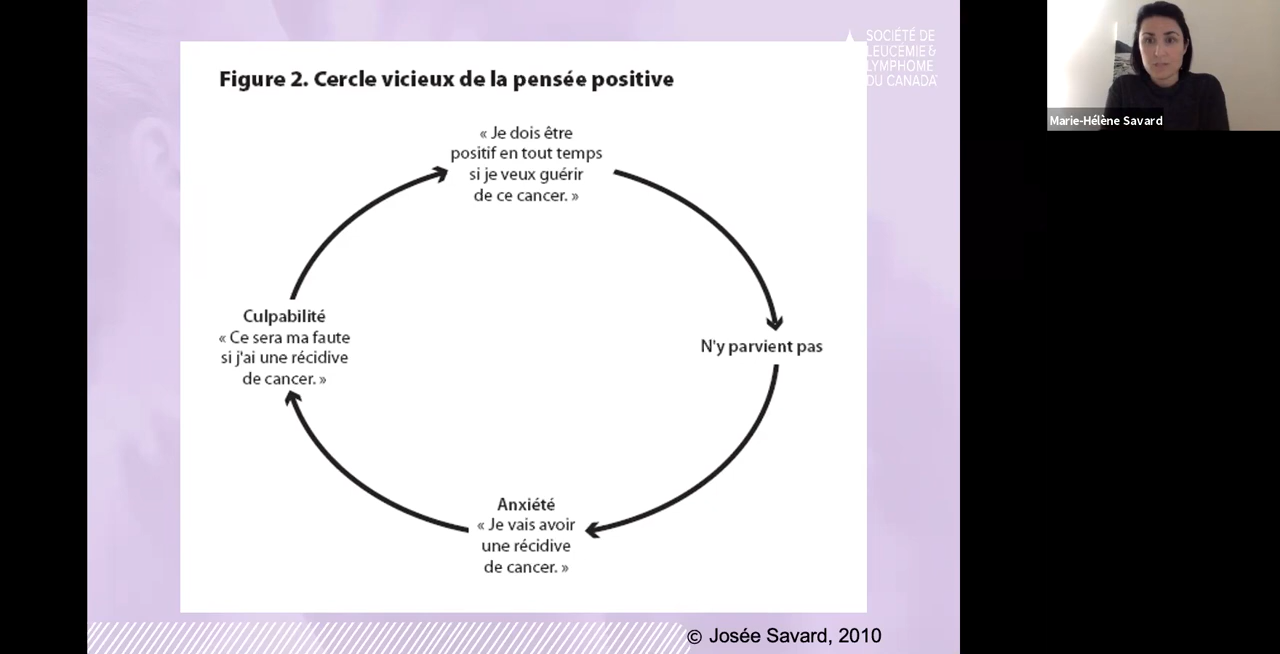 SOCIÉTÉ DE
LEUCÉMIE &
LYMPHOME
DU CANADA
Marie-Hélène Savard
Figure 2. Cercle vicieux de la pensée positive
« Je dois être
positif en tout temps
si je veux guérir
de ce cancer. »
N'y parvient pas
Anxiété
« Je vais avoir
une récidive
de cancer. »
Culpabilité
« Ce sera ma faute
si j'ai une récidive
de cancer. »
© Josée Savard, 2010